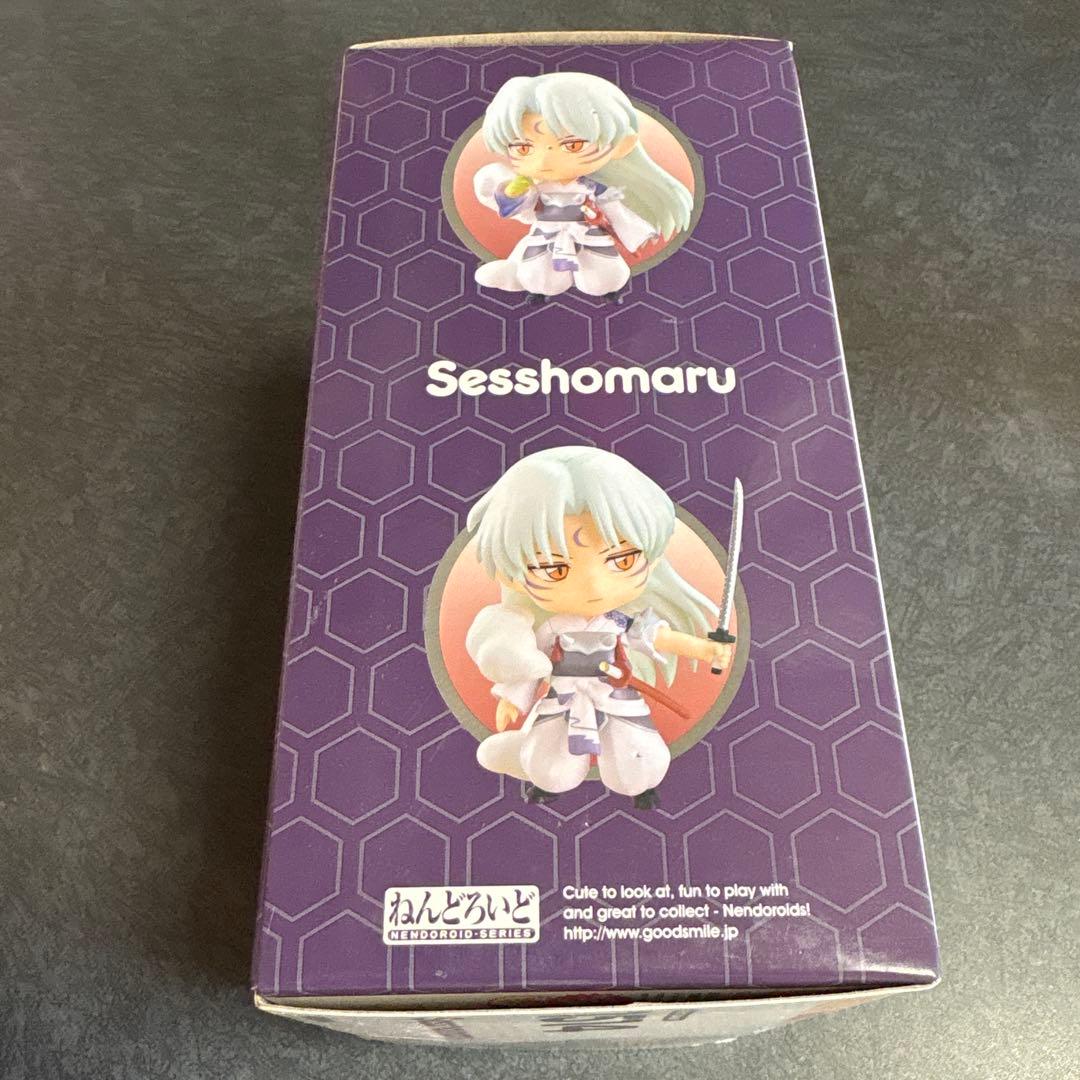 Sesshomaru
ねんどろいど
NENDOROID·SERIES
Cute to look at, fun to play with
and great to collect - Nendoroids!
http://www.goodsmile.jp